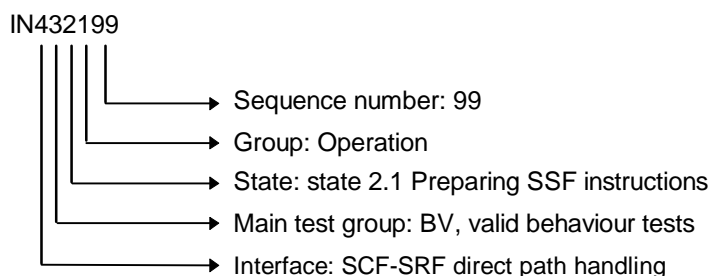 IN432199
Sequence number: 99
Group: Operation
State: state 2.1 Preparing SSF instructions
Main test group: BV, valid behaviour tests
Interface: SCF-SRF direct path handling